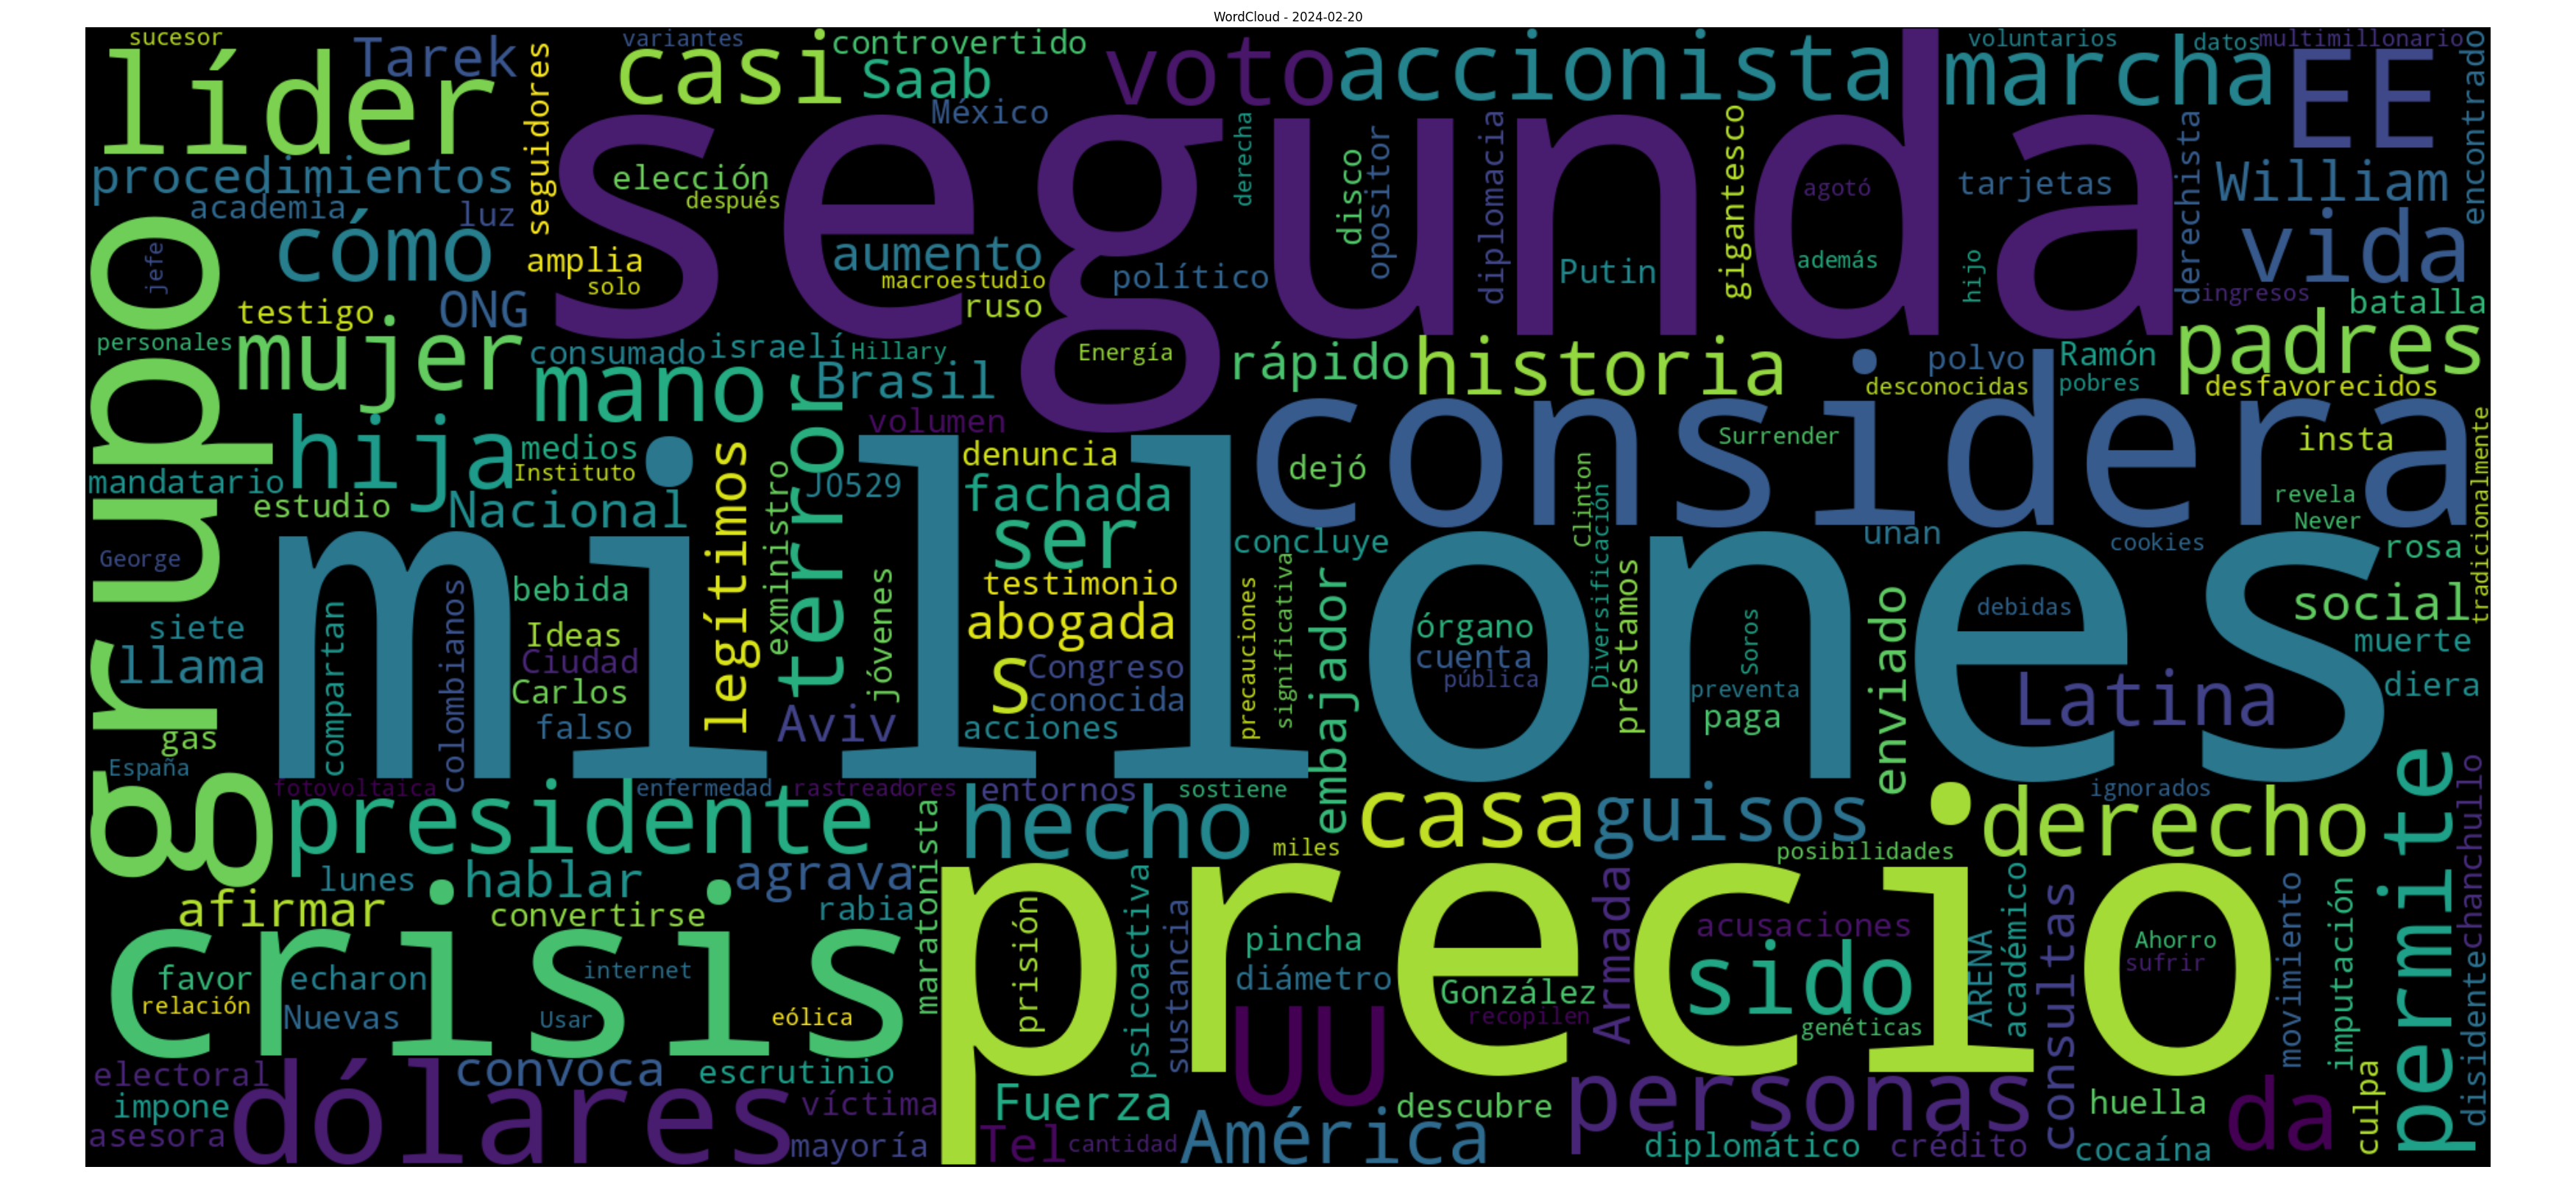 WordCloud - 2024-02-20
sucesor
líder
Tarek
seguidores
variantes
casi
controvertido
Saab
México
voto
accionista
voluntarios
marcha
datos
multimillonario
EE
encontrado
procedimientos
academia
luz
cómo
elección
después
segunda
derecha
disco
opositor
diplomacia
gigantesco
agotó
además
hijo
tarjetas
derechista
William
vida
ingresos
batalla
grupo
jefe
amplia
solo
aumento
macroestudio
ruso
político
Putin
testigo
ONG
personales
mujer
consumado
israelí
Hillary
Energía
rápido
historia
polvo
Ramón
desconocidas
pobres
padres
desfavorecidos
mano
Brasil
terror
volumen
hija
medios
Instituto
mandatario
estudio
Nacional
legítimos
exministro
J0529
denuncia
fachada
dejó
considera
Surrender
insta
tradicionalmente
revela
Never
ser
concluye
Clinton
Diversificación
unan
cookies
rosa
George
millones
colombianos
compartan
bebida
Ideas
Ciudad
Carlos
falso
jóvenes
testimonio
abogada
s
Congreso
conocida
acciones
Aviv
precauciones
significativa
embajador
órgano
cuenta
pública
préstamos
Soros
preventa
paga
enviado
debidas
Latina
social
muerte
diera
siete
llama
gas
España
fotovoltaica
enfermedad
rastreadores
entornos
sostiene
ignorados
presidente
hecho
miles
casa
guisos
posibilidades
derecho
permite
disidentechanchullo
lunes
hablar
agrava
rabia
maratonista
afirmar
convertirse
crisis
favor
echaron
internet
relación
Nuevas
Usar
eólica
precio
prisión
psicoactiva
sustancia
pincha
diámetro
González
recopilen
Armada
acusaciones
sido
genéticas
ARENA
académico
consultas
Ahorro
sufrir
movimiento
imputación
UU
electoral
convoca
escrutinio
impone
dólares
víctima
asesora
mayoría
Fuerza
Tel
cantidad
América
descubre
personas
diplomático
crédito
huella
cocaína
da
culpa